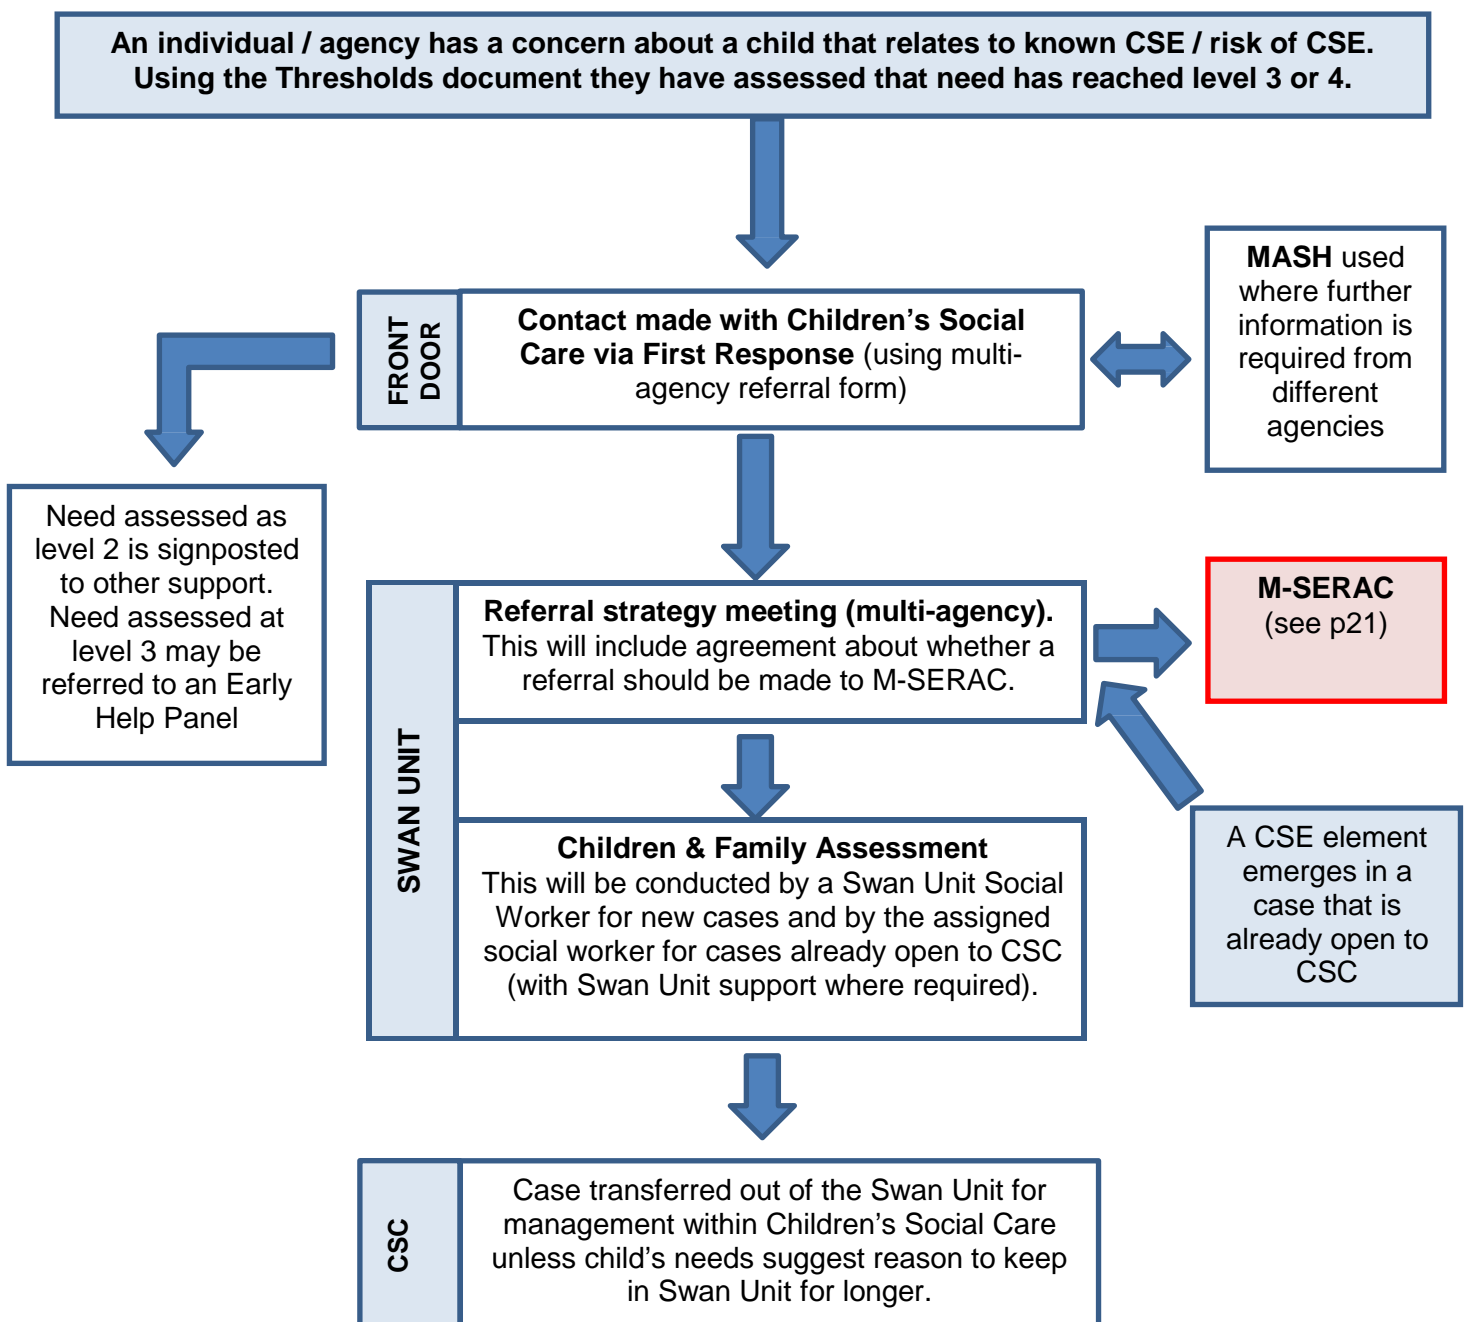 An individual / agency has a concern about a child that relates to known CSE / risk of CSE.
Using the Thresholds document they have assessed that need has reached level 3 or 4.
FRONT
DOOR
Contact made with Children’s Social
Care via First Response (using multi-
agency referral form)
MASH used
where further
information is
required from
different
agencies
Need assessed as
level 2 is signposted
to other support.
Need assessed at
level 3 may be
referred to an Early
Help Panel
SWAN UNIT
Referral strategy meeting (multi-agency).
This will include agreement about whether a
referral should be made to M-SERAC.
M-SERAC
(see p21)
Children & Family Assessment
This will be conducted by a Swan Unit Social
Worker for new cases and by the assigned
social worker for cases already open to CSC
(with Swan Unit support where required).
A CSE element
emerges in a
case that is
already open to
CSC
CSC
Case transferred out of the Swan Unit for
management within Children’s Social Care
unless child’s needs suggest reason to keep
in Swan Unit for longer.